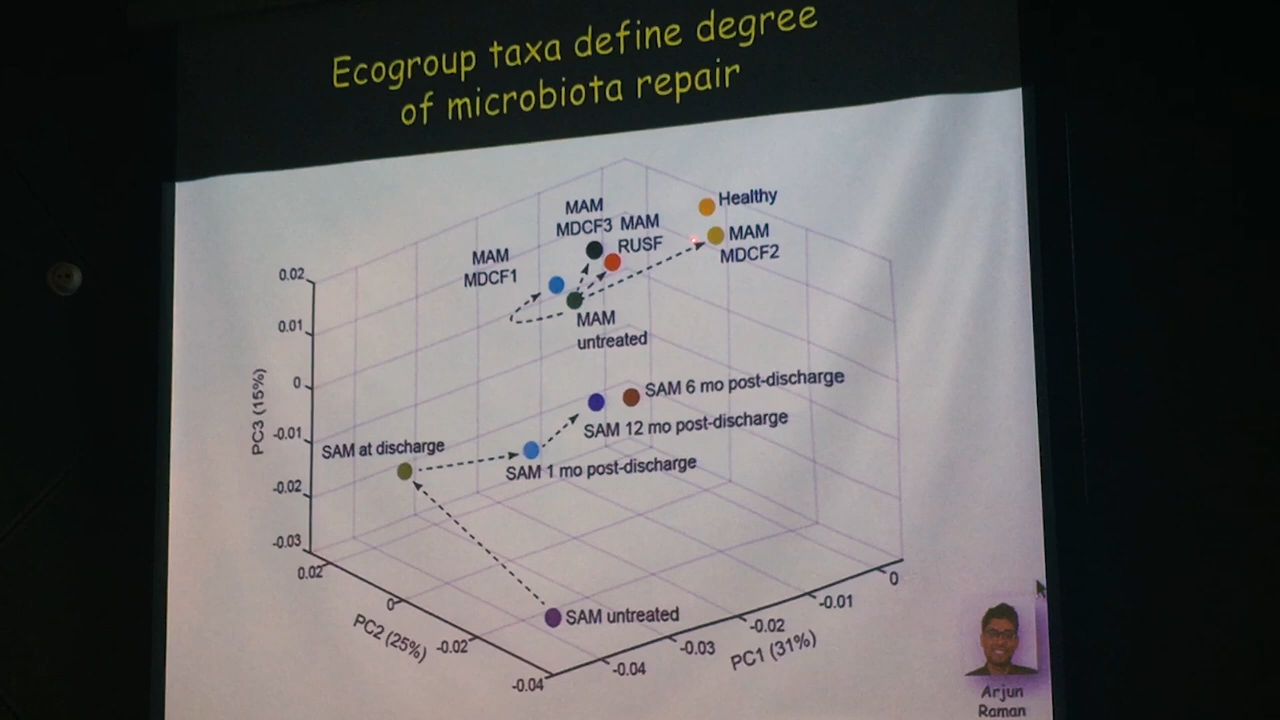 Ecogroup taxa define degree
of microbiota repair
Healthy
MAM
MDCF3
MAM
RUSF
MAM
MDCF2
MAM
MDCF1
MAM
untreated
SAM 6 mo post-discharge
SAM 12 mo post-discharge
SAM at discharge
SAM 1 mo post-discharge
SAM untreated
0.02
0.01
0
-0.01
-0.02
-0.03
PC3 (15%)
0.02
0
-0.02
-0.04
PC2 (25%)
-0.04
-0.03
-0.02
-0.01
0
PC1 (31%)
Arjun
Raman